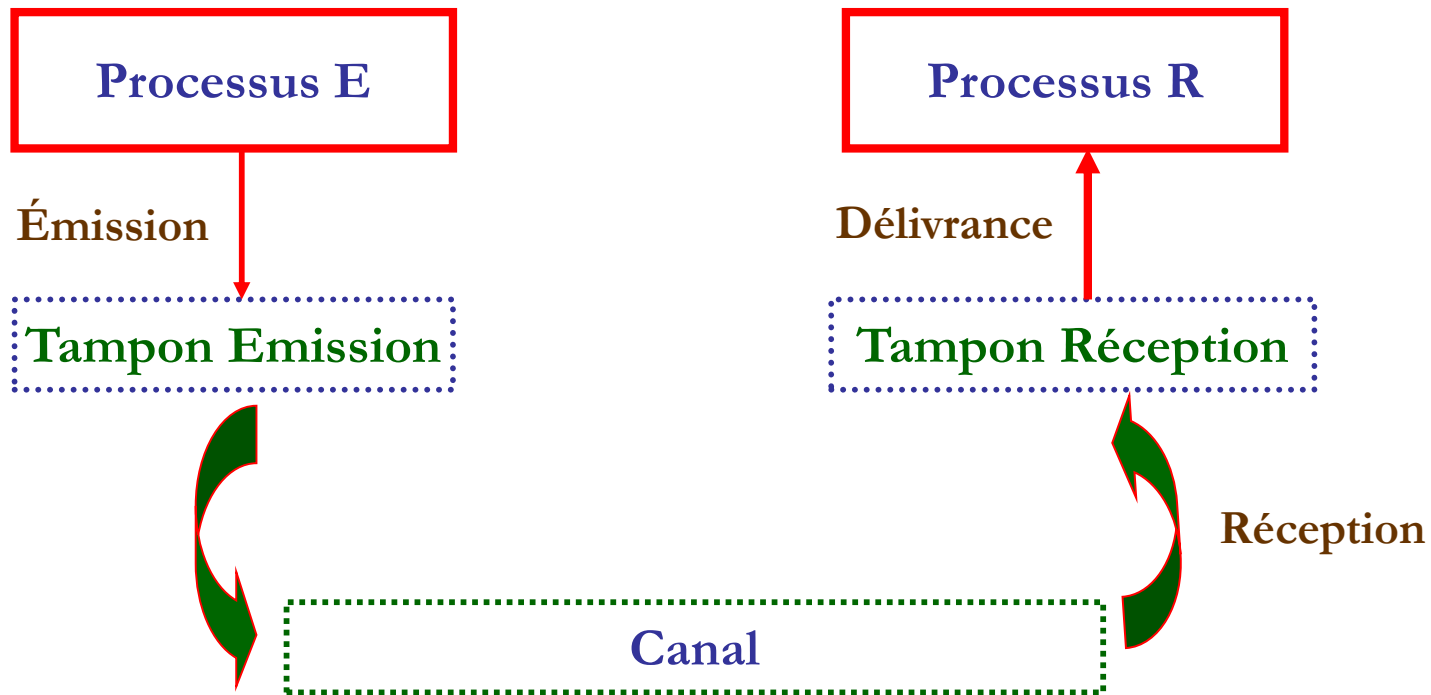 Processus E
Processus R
Émission
Délivrance
Tampon Emission
Tampon Réception
Réception
Canal